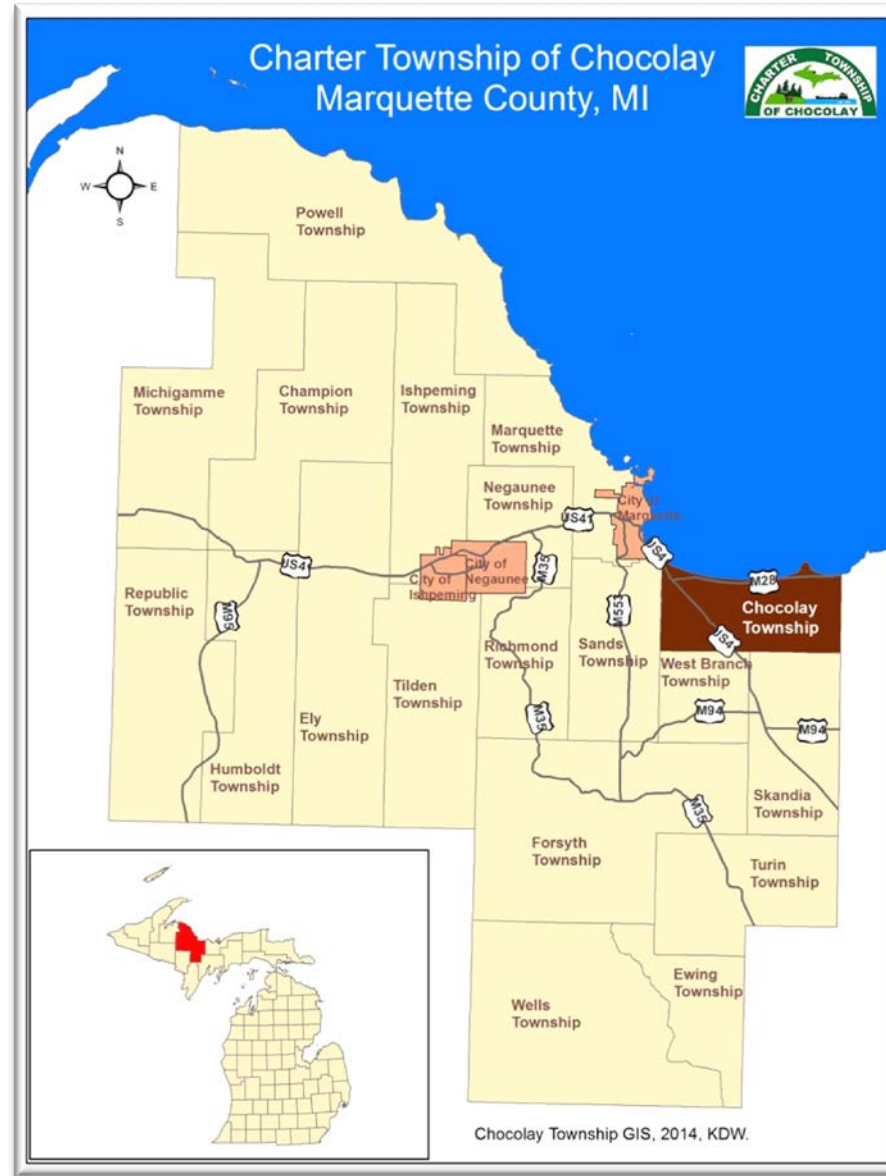 Charter Township of Chocolay
Marquette County, MI
CHARTER TOWNSHIP
OF CHOCOLAY
N
W
E
S
Powell
Township
Michigamme
Township
Champion
Township
Ishpeming
Township
Marquette
Township
Negaunee
Township
City of
Marquette
US41
US4
M28
Chocolay
Township
US4
City of
Negaunee
City of
Ishpeming
M35
M553
US4
Republic
Township
M95
Richmond
Township
Sands
Township
West Branch
Township
Tilden
Township
M35
M94
M94
Ely
Township
Humboldt
Township
Skandia
Township
M35
Forsyth
Township
Turin
Township
Ewing
Township
Wells
Township
Chocolay Township GIS, 2014, KDW.